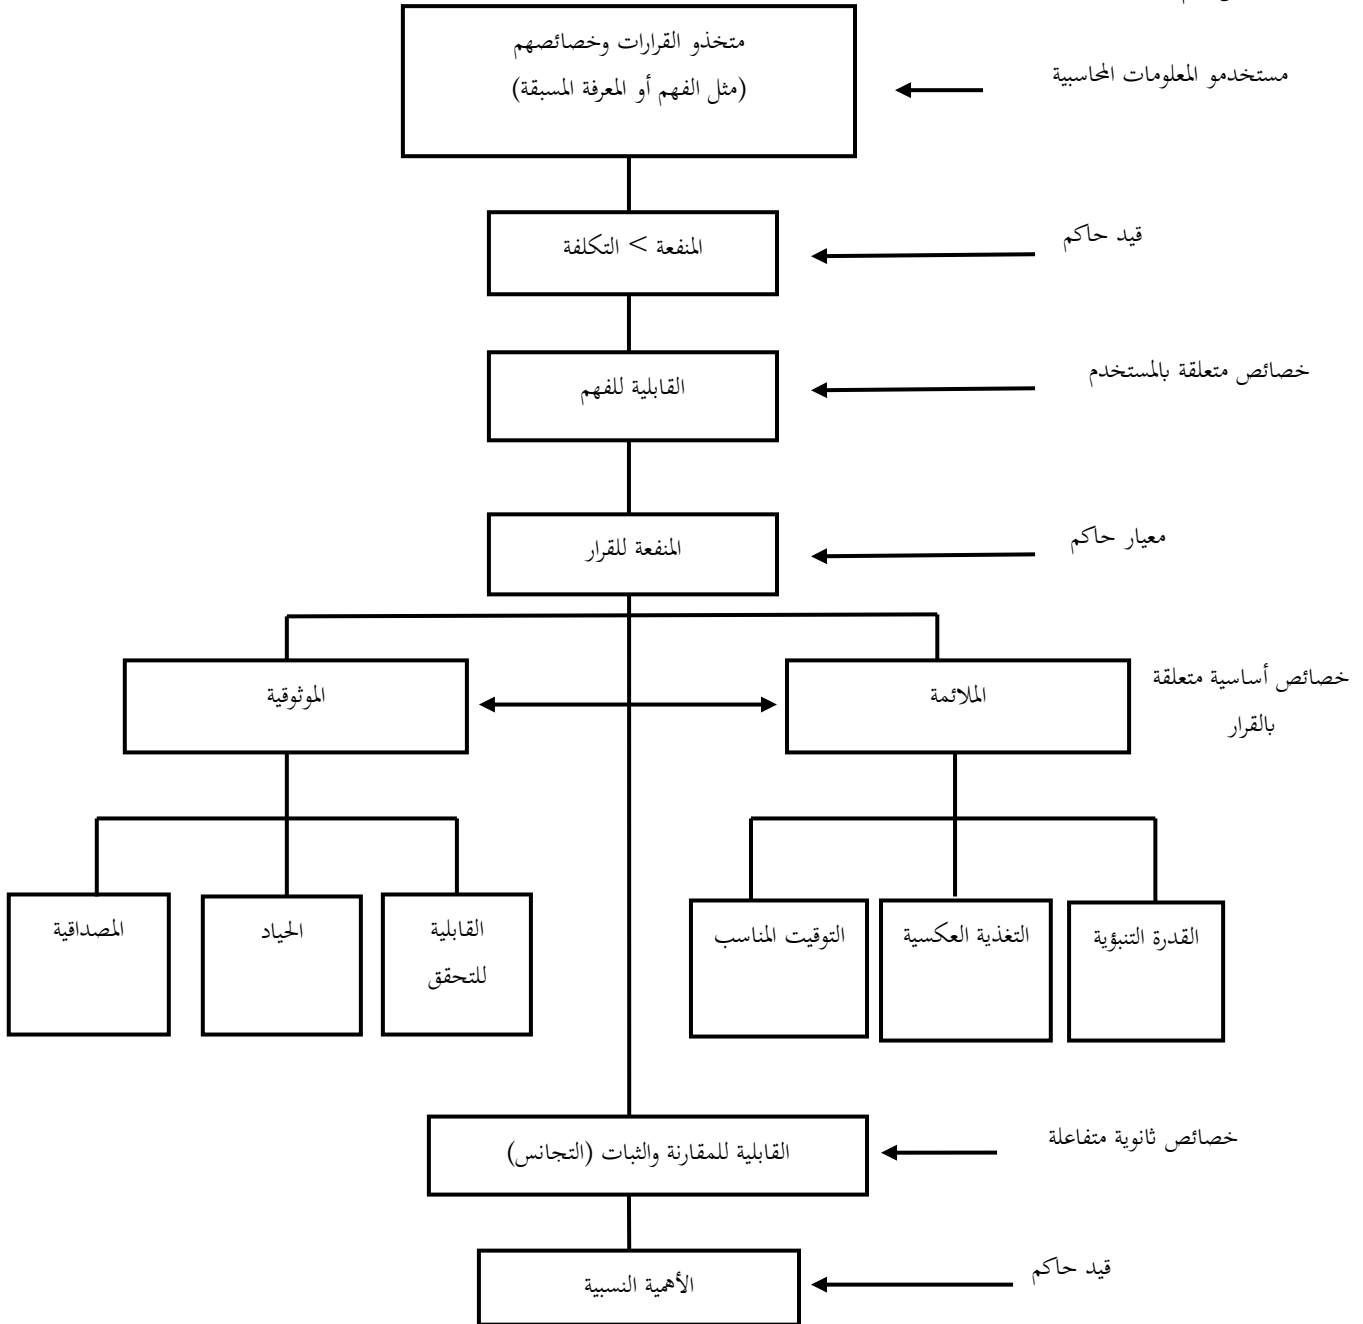 متخذو القرارات وخصائصهم
(مثل الفهم أو المعرفة المسبقة)
مستخدمو المعلومات المحاسبية
المنفعة > التكلفة
قيد حاكم
القابلية للفهم
خصائص متعلقة بالمستخدم
المنفعة للقرار
معيار حاكم
خصائص أساسية متعلقة
بالقرار
الملائمة
الموثوقية
القدرة التنبؤية
التغذية العكسية
التوقيت المناسب
القابلية
للتحقق
الحياد
المصداقية
القابلية للمقارنة والثبات (التجانس)
خصائص ثانوية متفاعلة
الأهمية النسبية
قيد حاكم